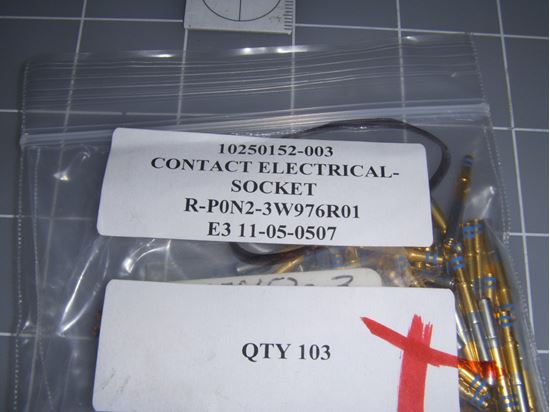 10250152-003
CONTACT ELECTRICAL-
SOCKET
R-P0N2-3W976R01
E3 11-05-0507
QTY 103